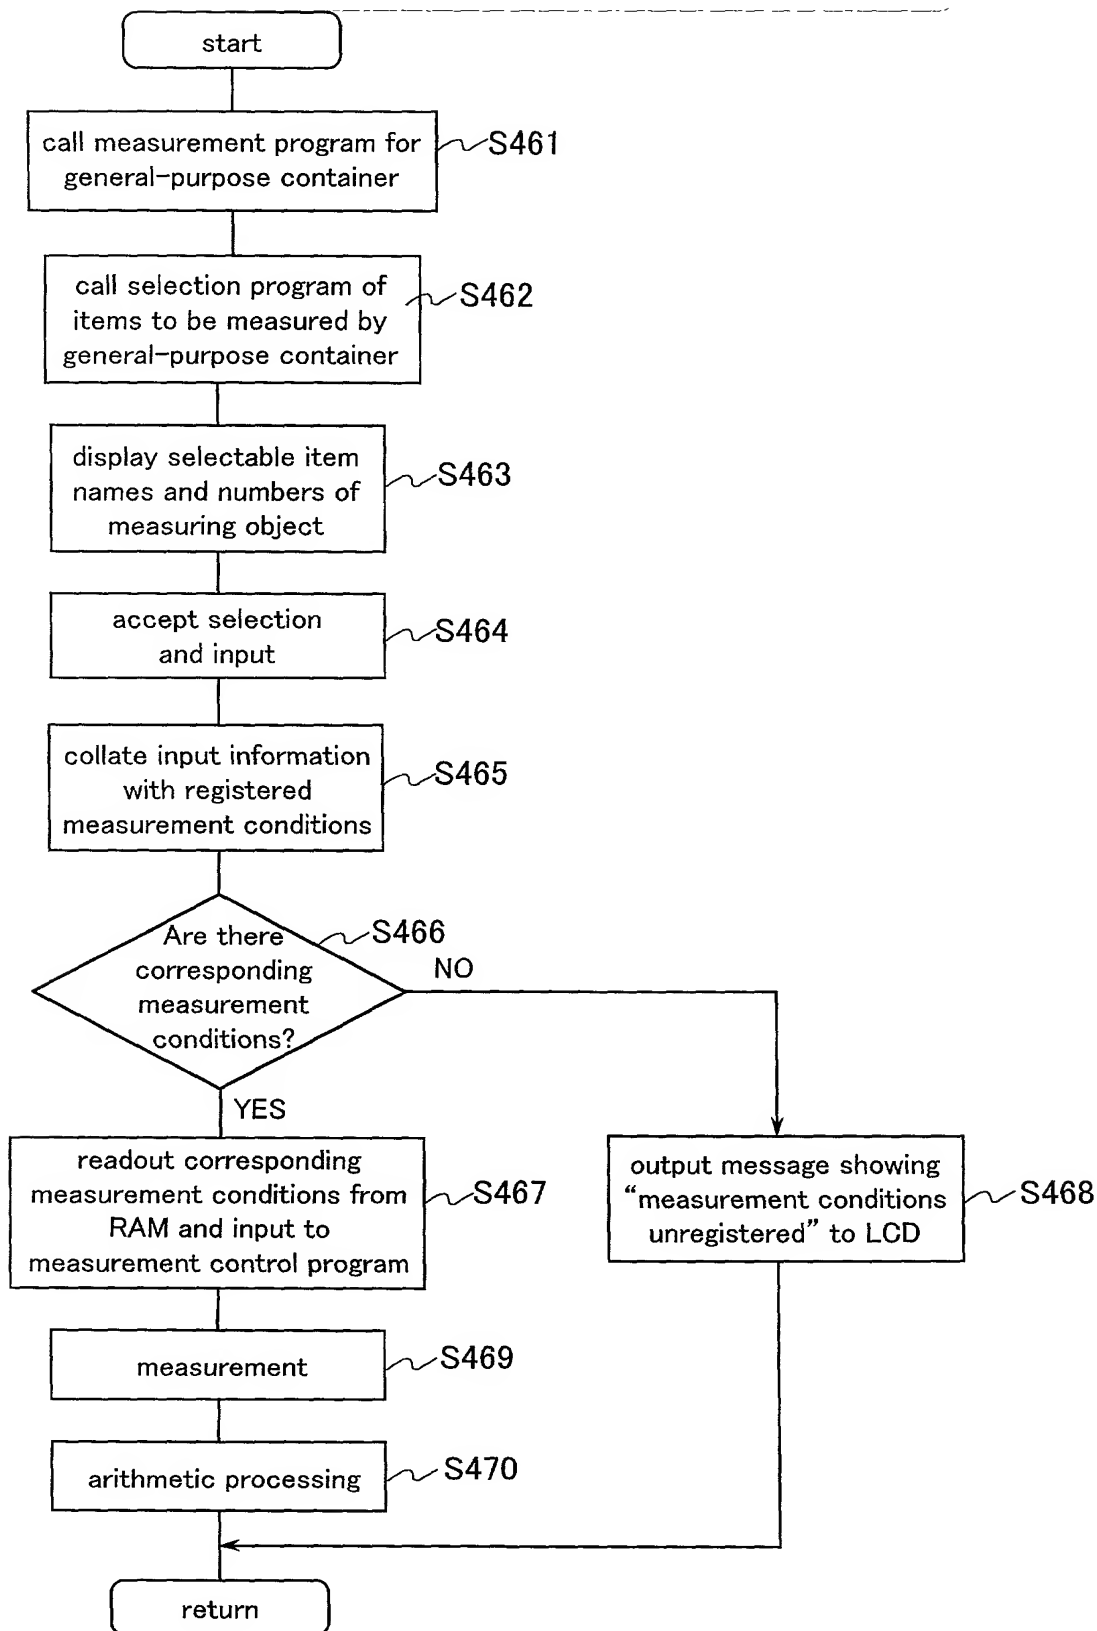 start
call measurement program for
general-purpose container
S461
call selection program of
items to be measured by
general-purpose container
S462
display selectable item
names and numbers of
measuring object
S463
accept selection
and input
S464
collate input information
with registered
measurement conditions
S465
Are there
corresponding
measurement
conditions?
S466
NO
YES
readout corresponding
measurement conditions from
RAM and input to
measurement control program
S467
output message showing
“measurement conditions
unregistered” to LCD
S468
measurement
S469
arithmetic processing
S470
return